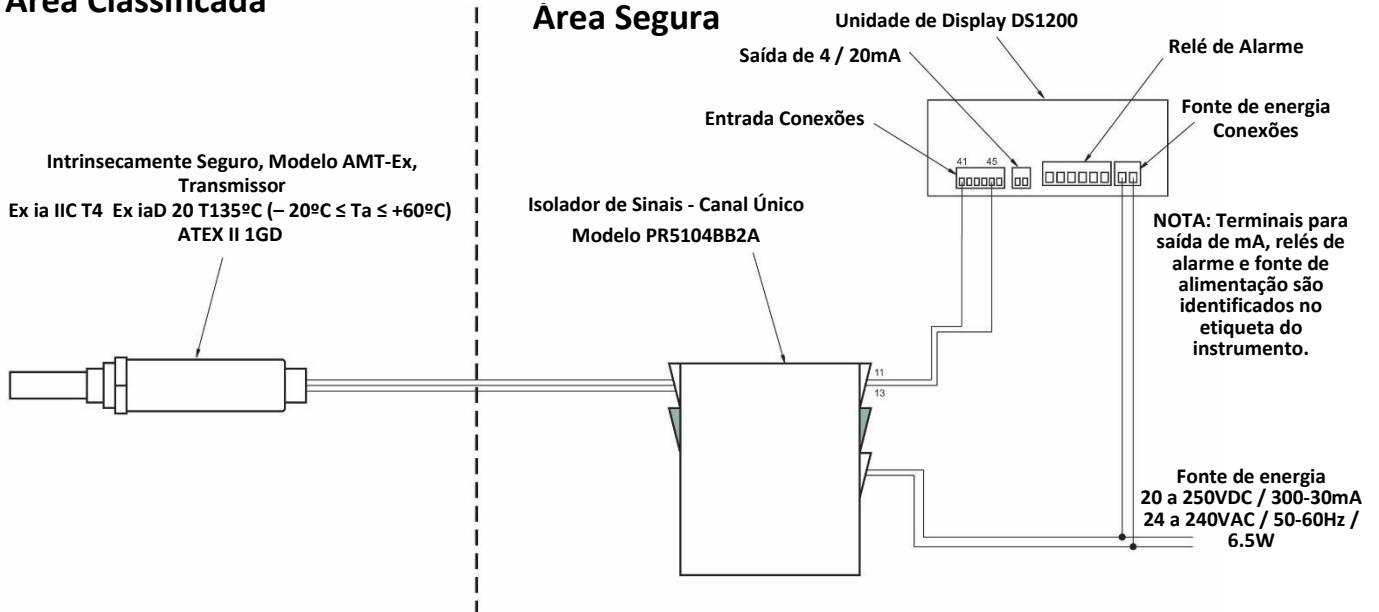 Área Classificada
Intrinsecamente Seguro, Modelo AMT-Ex,
Transmissor
Ex ia IIC T4 Ex iaD 20 T135ºC (– 20ºC ≤ Ta ≤ +60ºC)
ATEX II 1GD
Área Segura
Unidade de Display DS1200
Saída de 4 / 20mA
Relé de Alarme
Entrada Conexões
Fonte de energia
Conexões
41 45
Isolador de Sinais - Canal Único
Modelo PR5104BB2A
NOTA: Terminais para
saída de mA, relés de
alarme e fonte de
alimentação são
identificados no
etiqueta do
instrumento.
11
13
Fonte de energia
20 a 250VDC / 300-30mA
24 a 240VAC / 50-60Hz /
6.5W